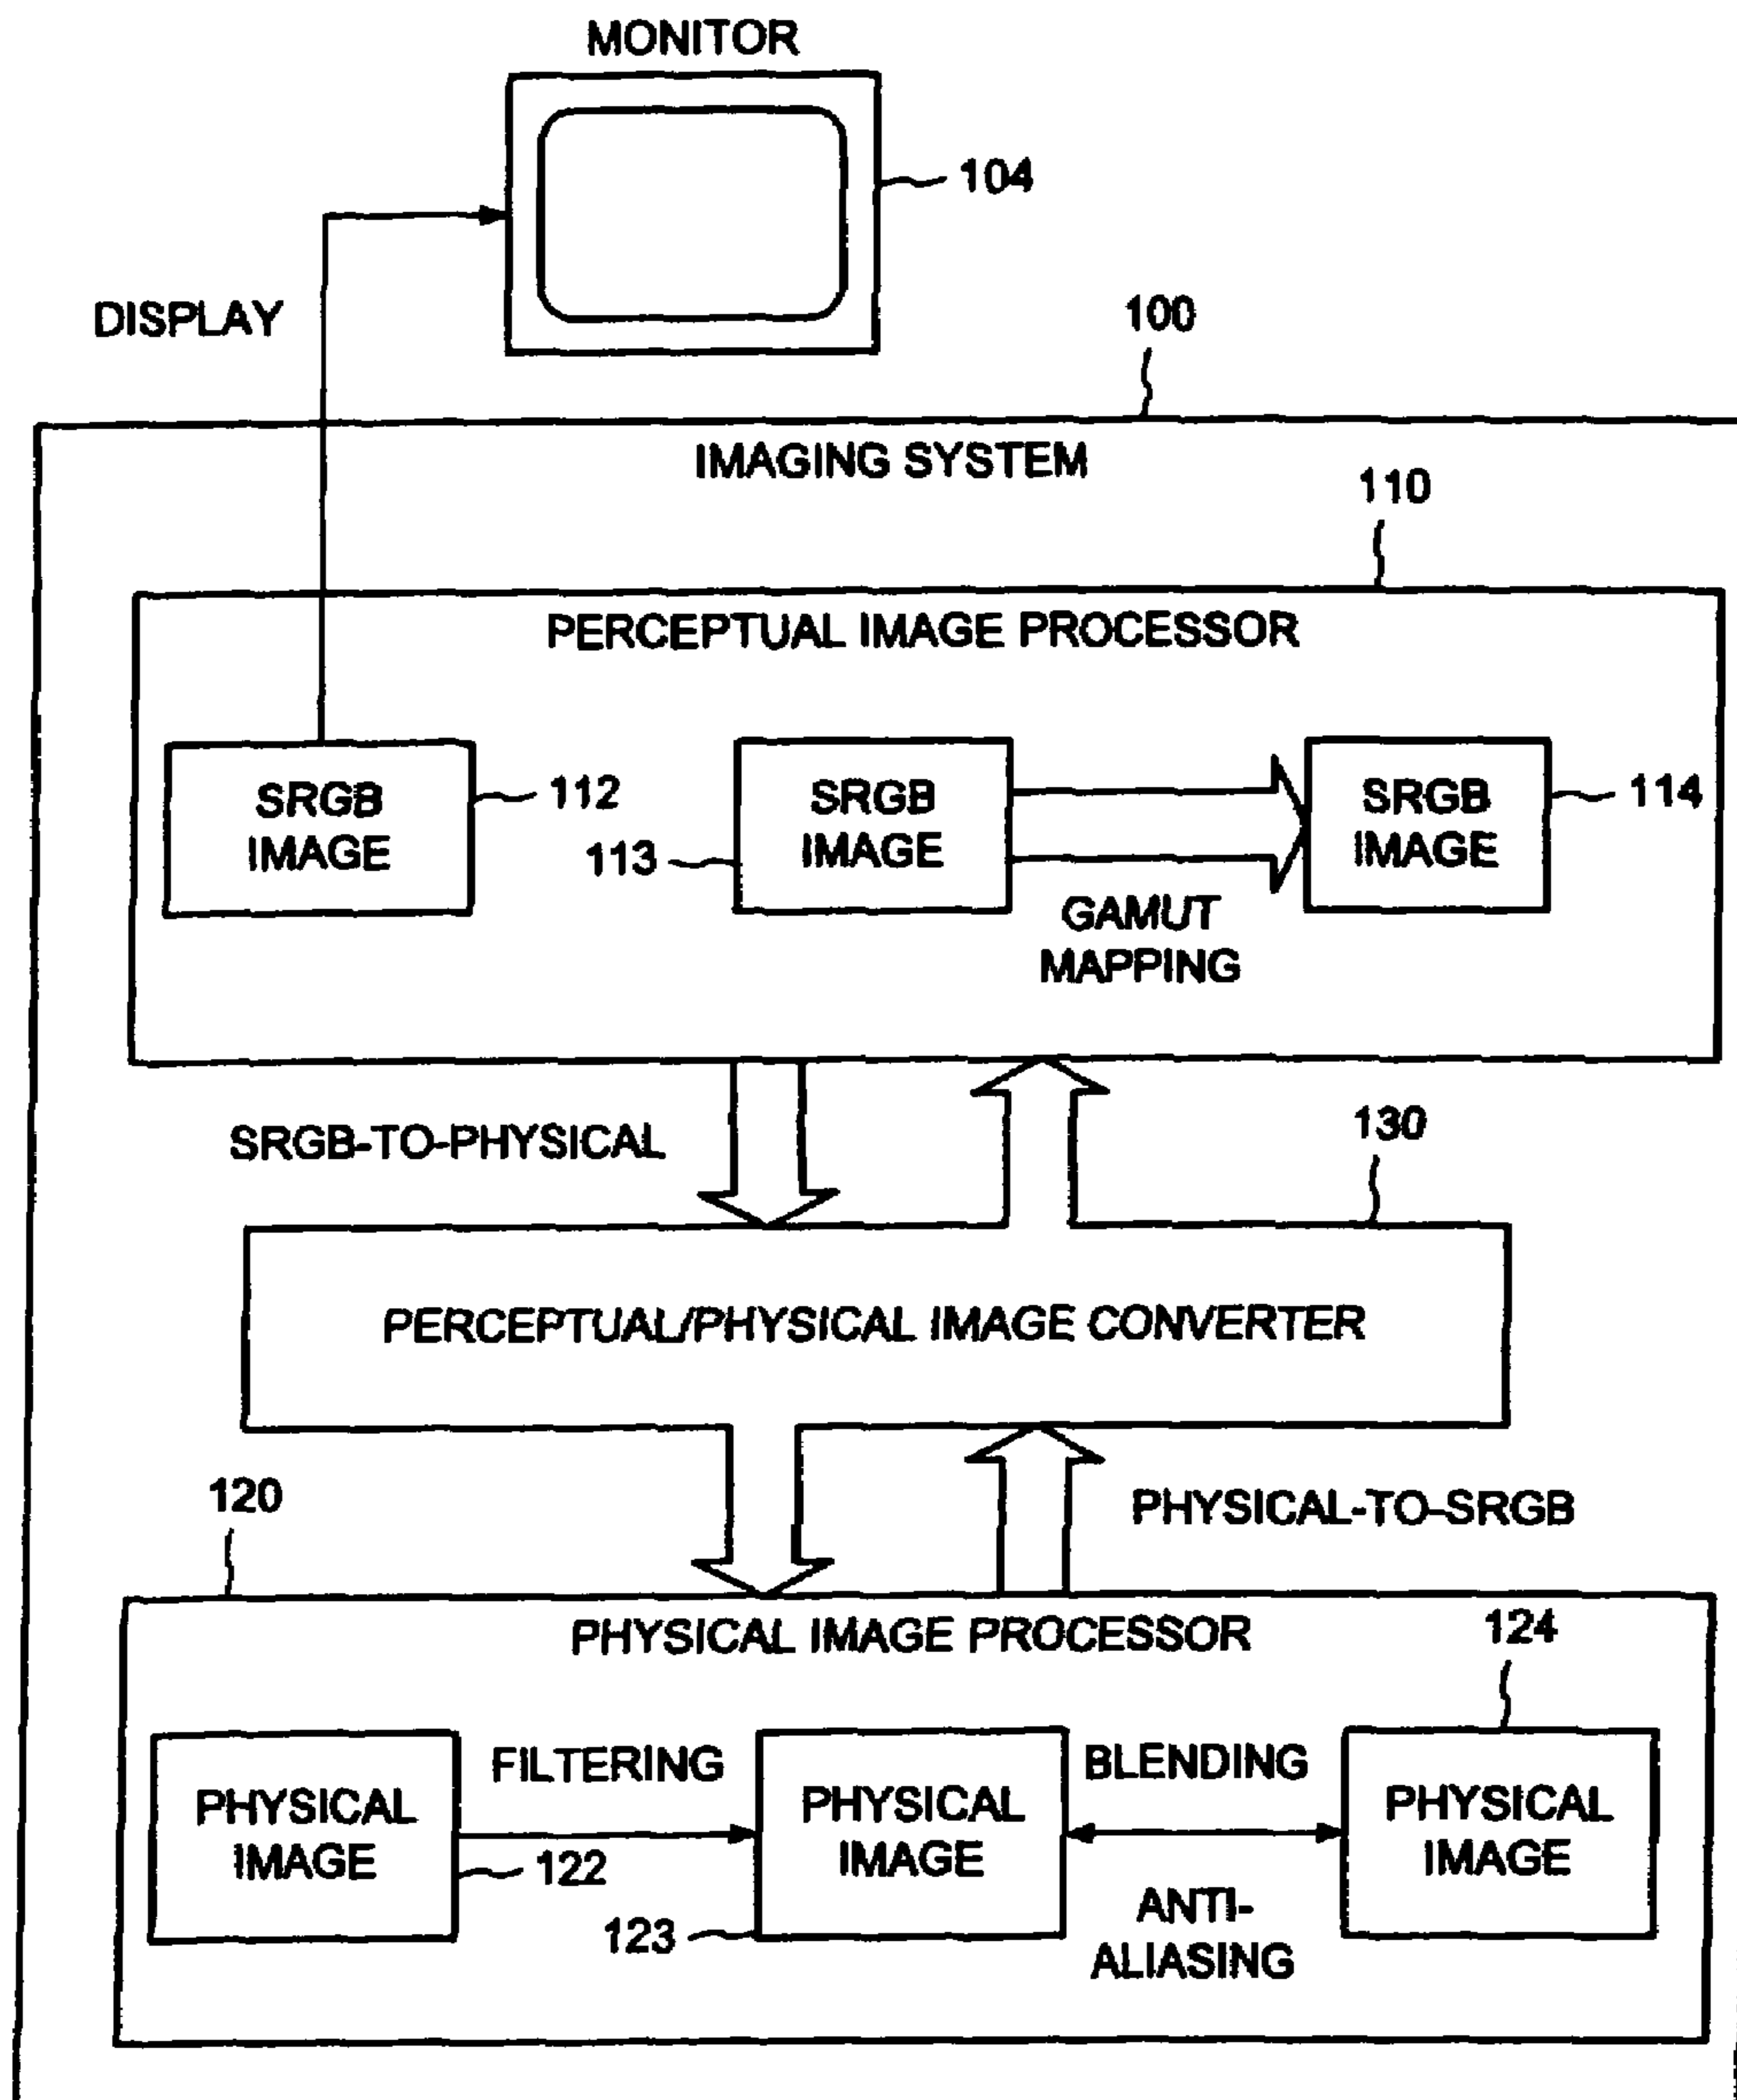 MONITOR
104
DISPLAY
100
IMAGING SYSTEM
110
PERCEPTUAL IMAGE PROCESSOR
SRGB
IMAGE
112
SRGB
IMAGE
113
SRGB
IMAGE
114
GAMUT
MAPPING
SRGB-TO-PHYSICAL
130
PERCEPTUAL/PHYSICAL IMAGE CONVERTER
120
PHYSICAL-TO-SRGB
PHYSICAL IMAGE PROCESSOR
124
PHYSICAL
IMAGE
122
FILTERING
PHYSICAL
IMAGE
123
BLENDING
ANTI-
ALIASING
PHYSICAL
IMAGE